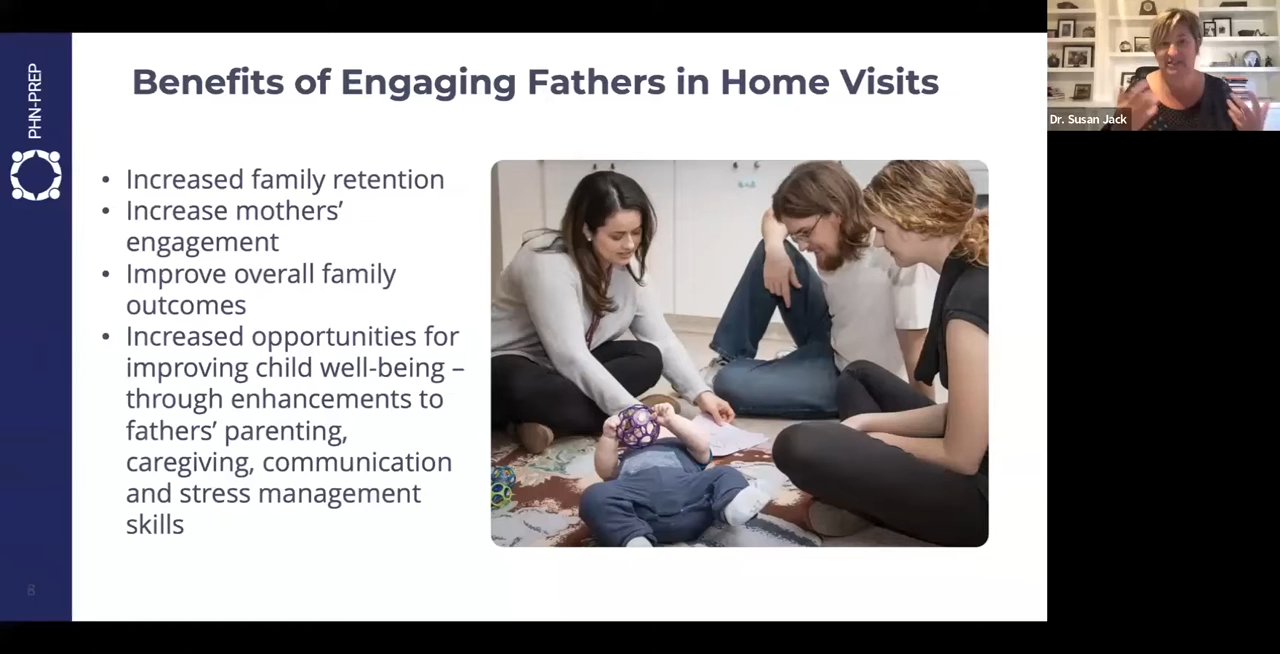 PHN-PREP
Benefits of Engaging Fathers in Home Visits
• Increased family retention
• Increase mothers’
engagement
• Improve overall family
outcomes
• Increased opportunities for
improving child well-being –
through enhancements to
fathers’ parenting,
caregiving, communication
and stress management
skills
8
Dr. Susan Jack